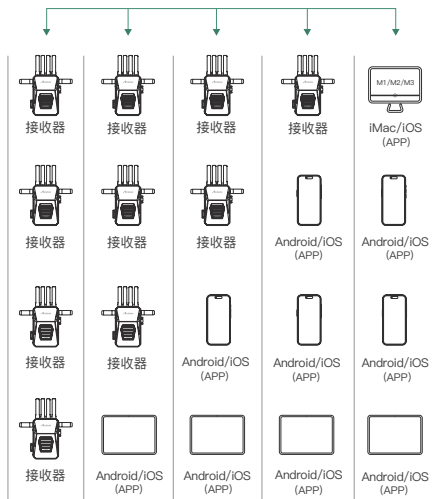 M1/M2/M3
接收器 接收器 接收器 接收器 iMac/iOS
(APP)
接收器 接收器 接收器 Android/iOS Android/iOS
(APP) (APP)
接收器 接收器 Android/iOS Android/iOS Android/iOS
(APP) (APP) (APP)
接收器 Android/iOS Android/iOS Android/iOS Android/iOS
(APP) (APP) (APP) (APP)